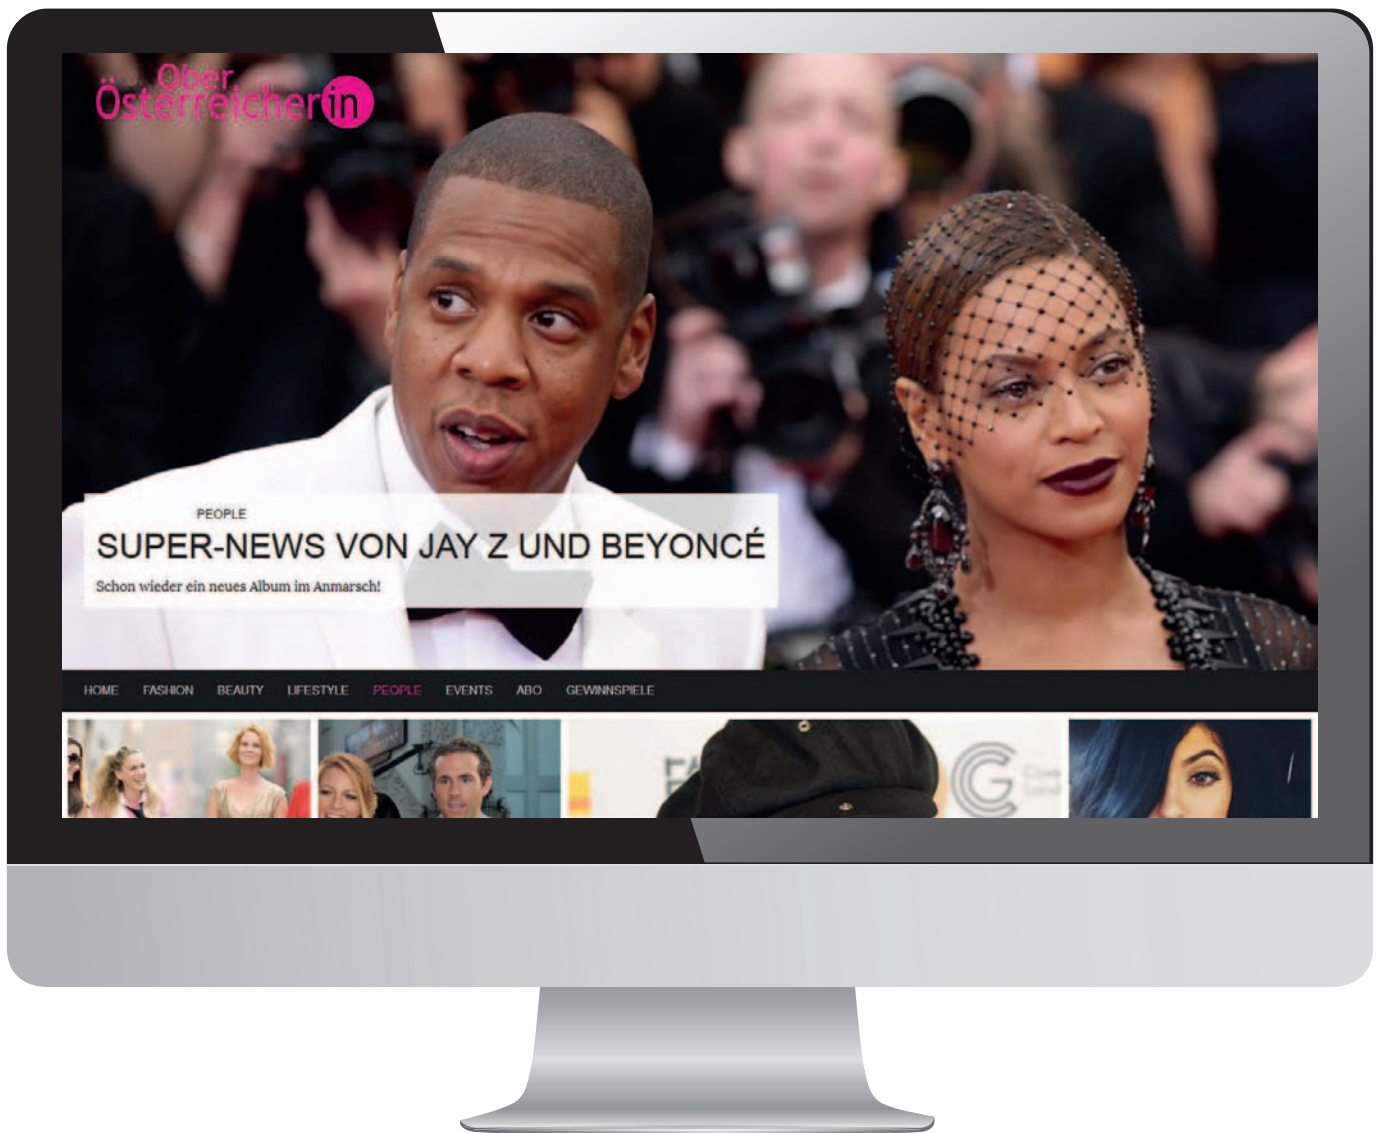 Ober
Österreicherin
PEOPLE
SUPER-NEWS VON JAY Z UND BEYONCÉ
Schon wieder ein neues Album im Anmarsch!
HOME FASHION BEAUTY LIFESTYLE PEOPLE EVENTS ABO GEWINNSPIELE
CG